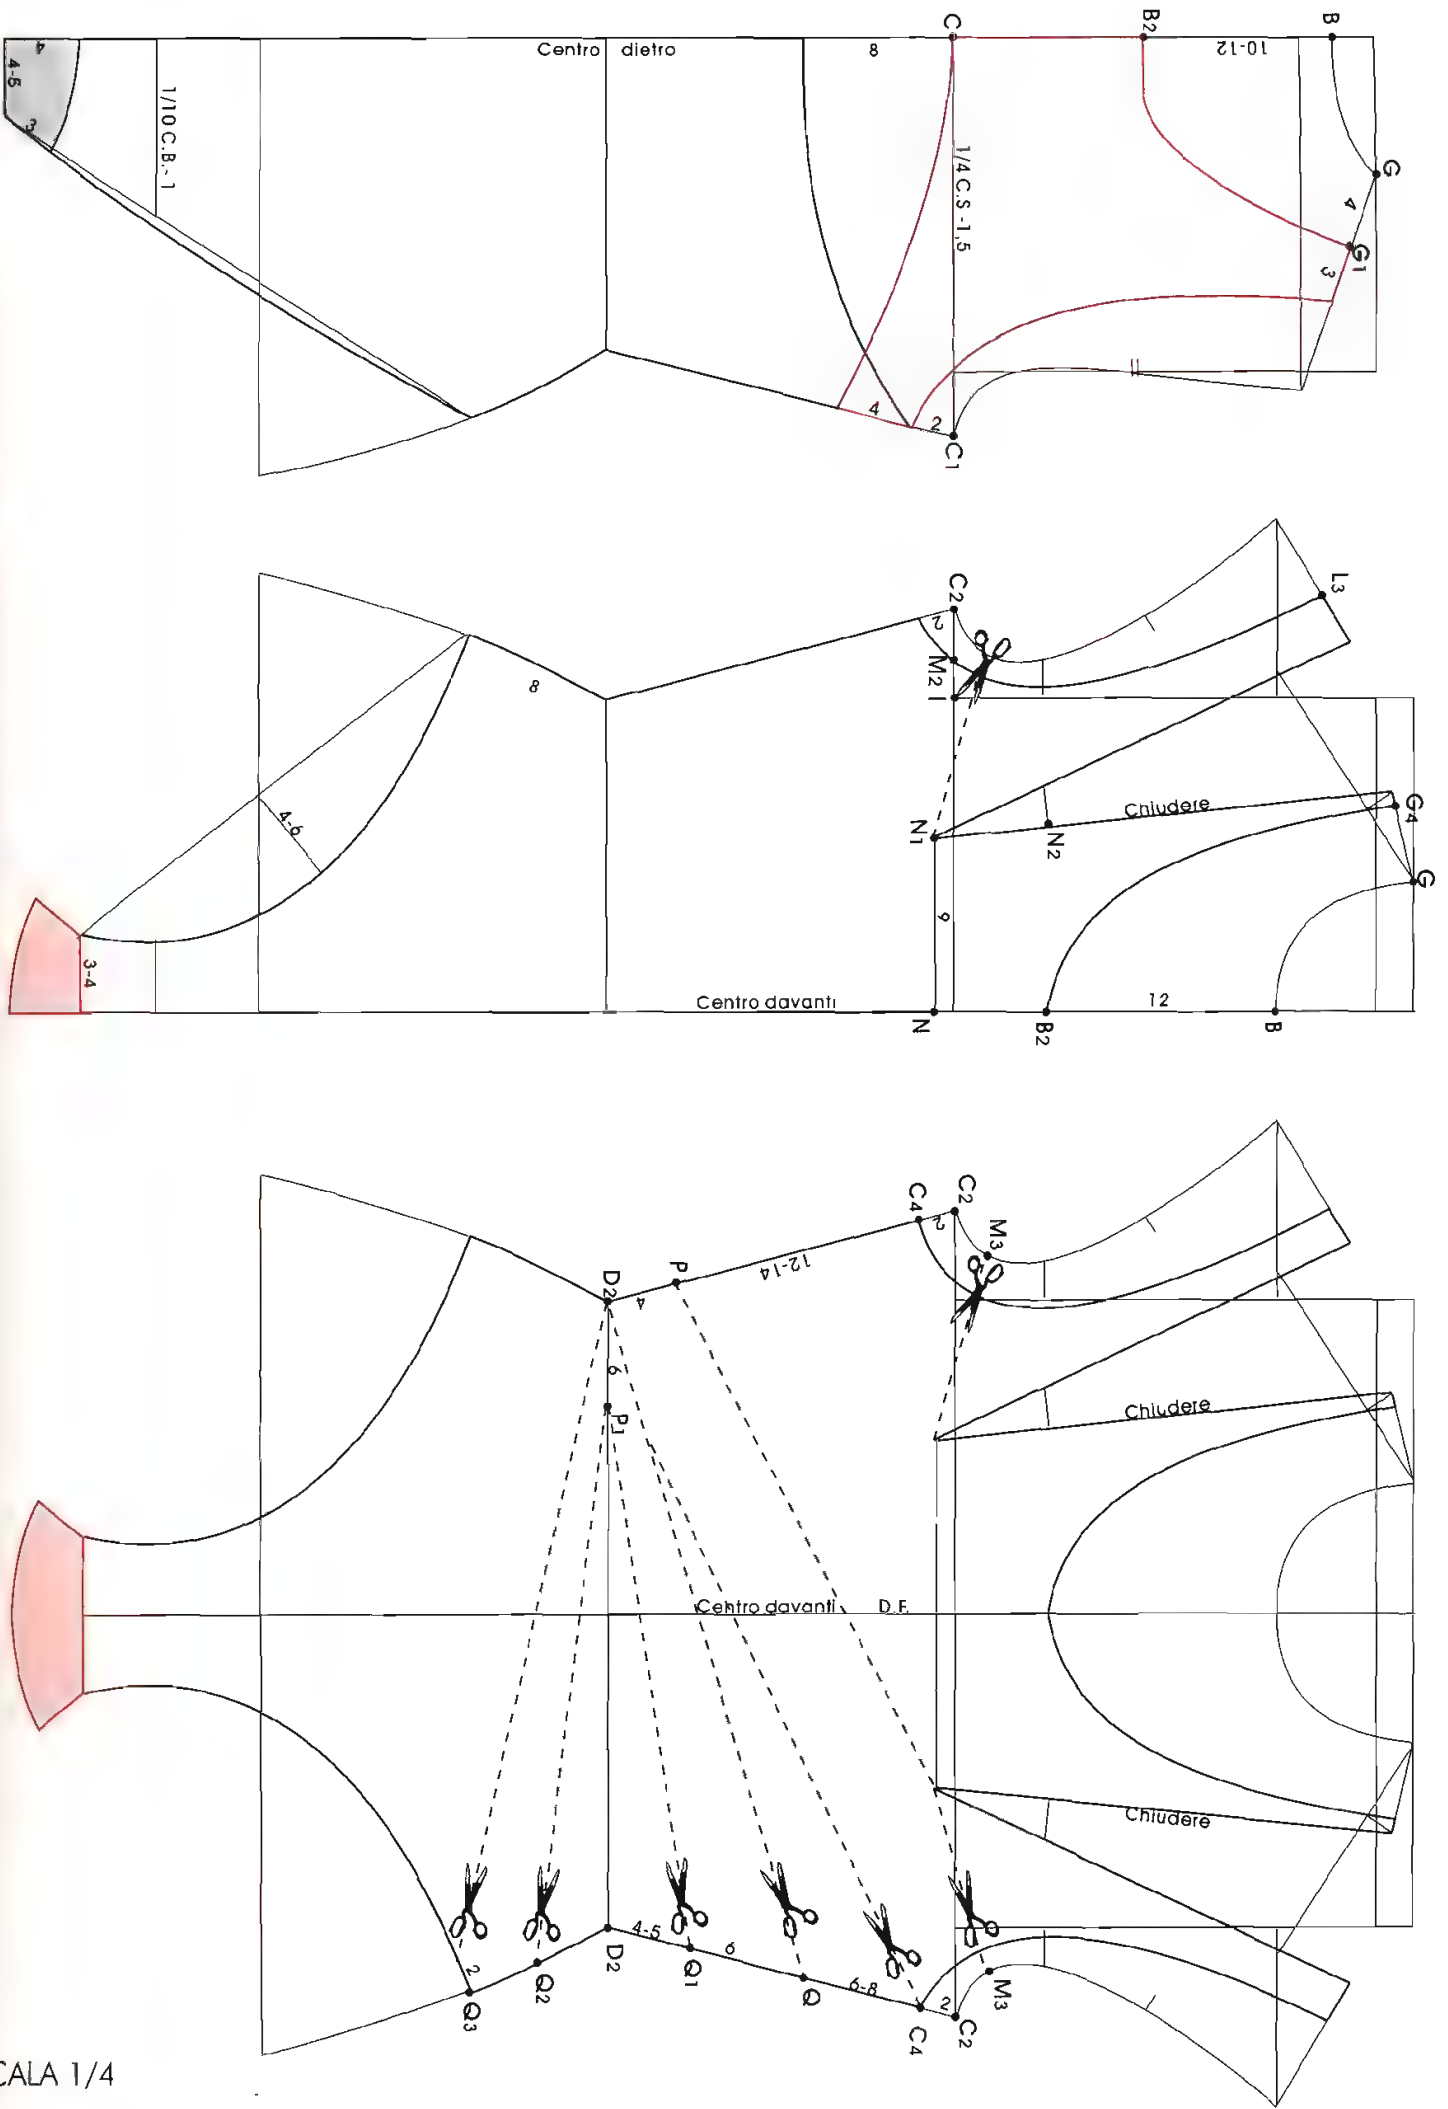 C
B2
B
Centro dietro
8
10-12
4
4-5
3
1/10 C.B.-1
1/4 C.S.-1,5
G
4
G1
3
4
2
C1
C2
2
M2
I
L3
8
4-6
N1
N2
Chiudere
G4
G
9
3-4
Centro davanti
N
B2
12
B
C4
C2
2
M3
P
12-14
D2
4
6
P1
Chiudere
Centro davanti
D.F.
Chiudere
2
Q3
Q2
D2
4-5
Q1
6
Q
6-8
C4
2
C2
M3
CALA 1/4